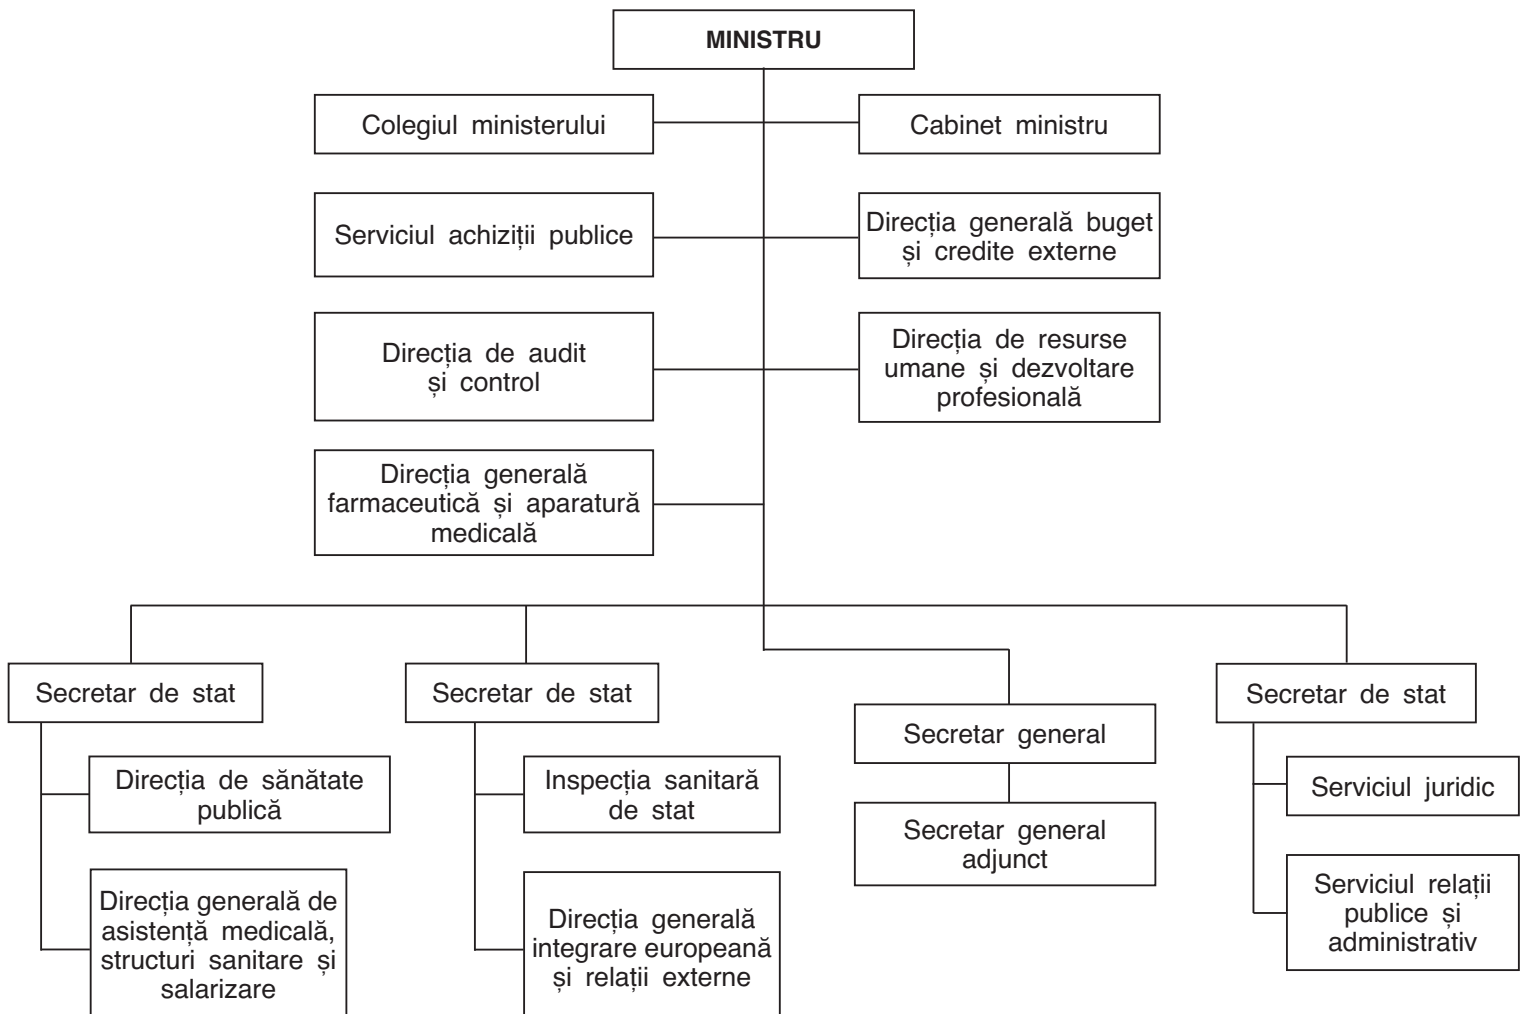 MINISTRU
Colegiul ministerului
Cabinet ministru
Serviciul achiziții publice
Direcția generală buget
și credite externe
Direcția de audit
și control
Direcția de resurse
umane și dezvoltare
profesională
Direcția generală
farmaceutică și aparatură
medicală
Secretar de stat
Direcția de sănătate
publică
Direcția generală de
asistență medicală,
structuri sanitare și
salarizare
Secretar de stat
Inspecția sanitară
de stat
Direcția generală
integrare europeană
și relații externe
Secretar general
Secretar general
adjunct
Secretar de stat
Serviciul juridic
Serviciul relații
publice și
administrativ